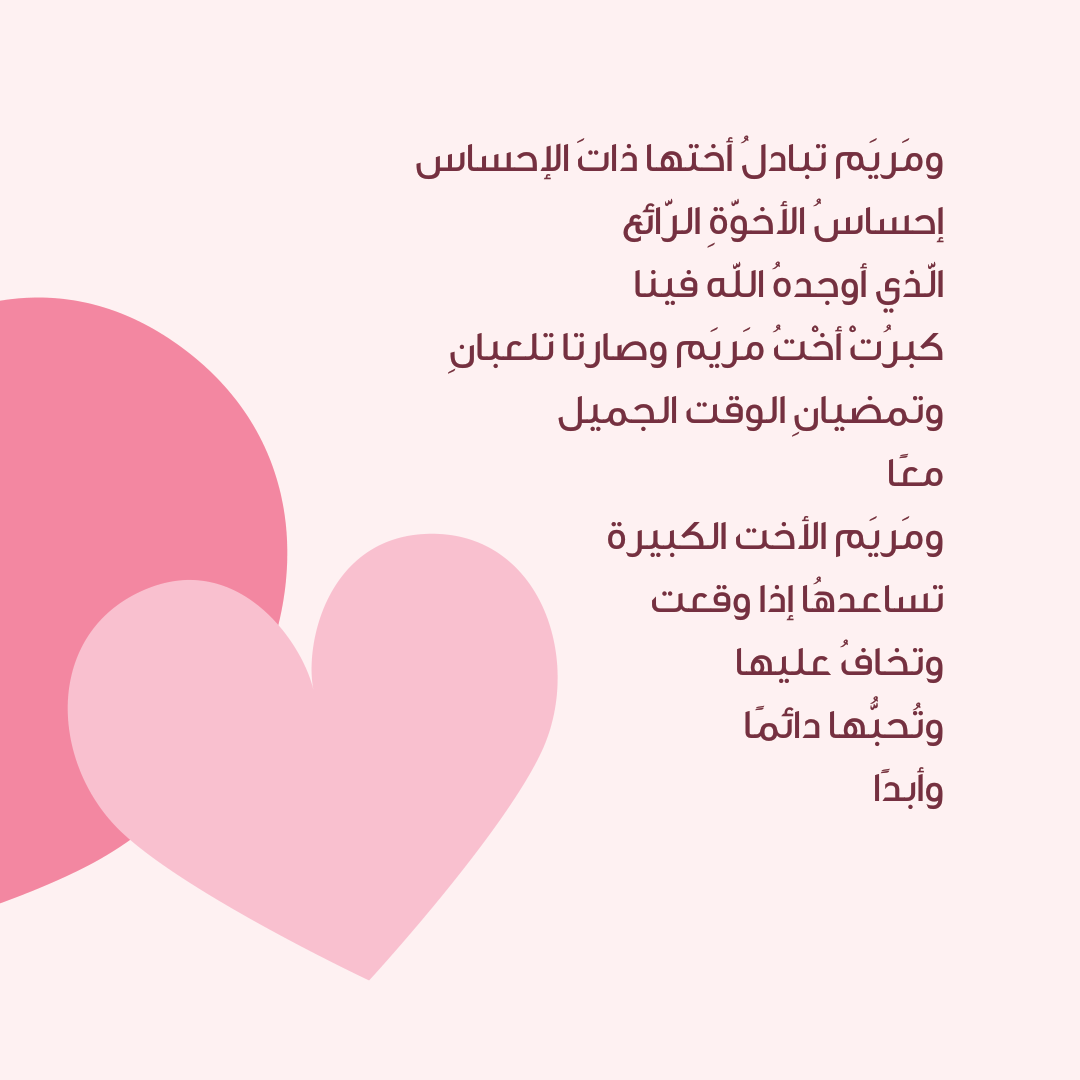 ومَريَم تبادلُ أختها ذاتَ الإحساس
إحساسُ الأخوّةِ الرّائع
الّذي أوجدهُ اللّه فينا
كبرُتْ أخْتُ مَريَم وصارتا تلعبانِ
وتمضيانِ الوقت الجميل
معًا
ومَريَم الأخت الكبيرة
تساعدهُا إذا وقعت
وتخافُ عليها
وتُحبُّها دائمًا
وأبدًا